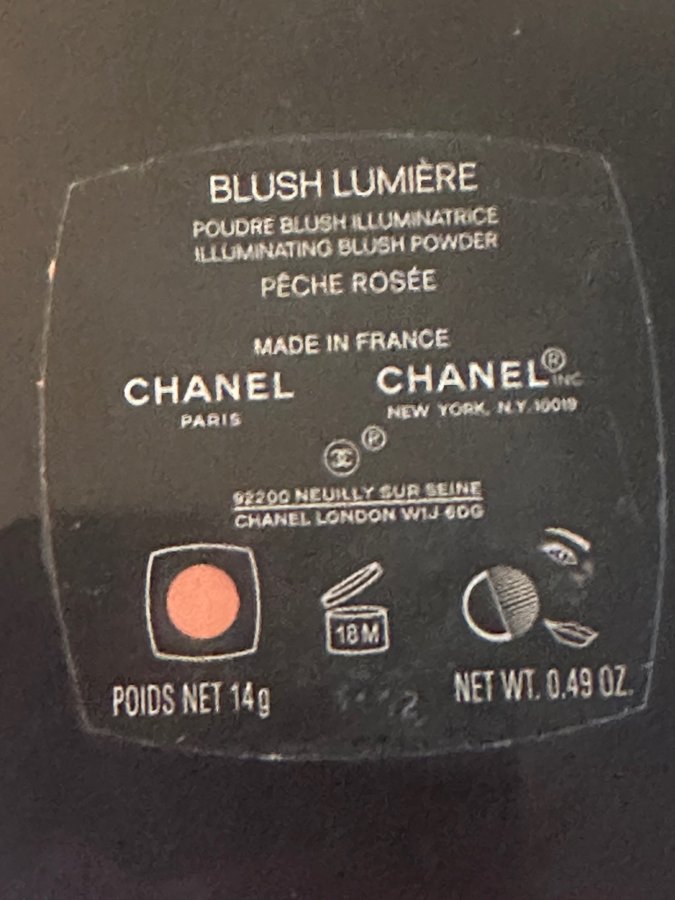 BLUSH LUMIÈRE
POUDRE BLUSH ILLUMINATRICE
ILLUMINATING BLUSH POWDER
PÊCHE ROSÉE
MADE IN FRANCE
CHANEL CHANEL® INC
PARIS NEW YORK, N.Y. 10019
®
92200 NEUILLY SUR SEINE
CHANEL LONDON W1J 6DG
18M
POIDS NET 14g NET WT. 0.49 OZ.